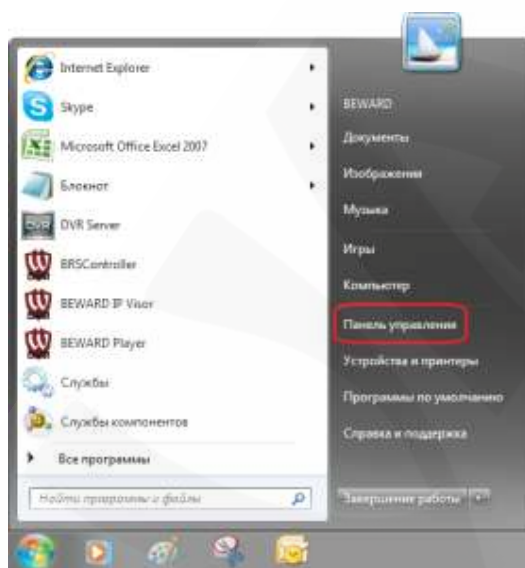 Internet Explorer
Skype
Microsoft Office Excel 2007
Блокнот
DVR Server
BRSController
BEWARD IP Visor
BEWARD Player
Службы
Службы компонентов
Все программы
Найти программы и файлы
BEWARD
Документы
Изображения
Музыка
Игры
Компьютер
Панель управления
Устройства и принтеры
Программы по умолчанию
Справка и поддержка
Завершение работы